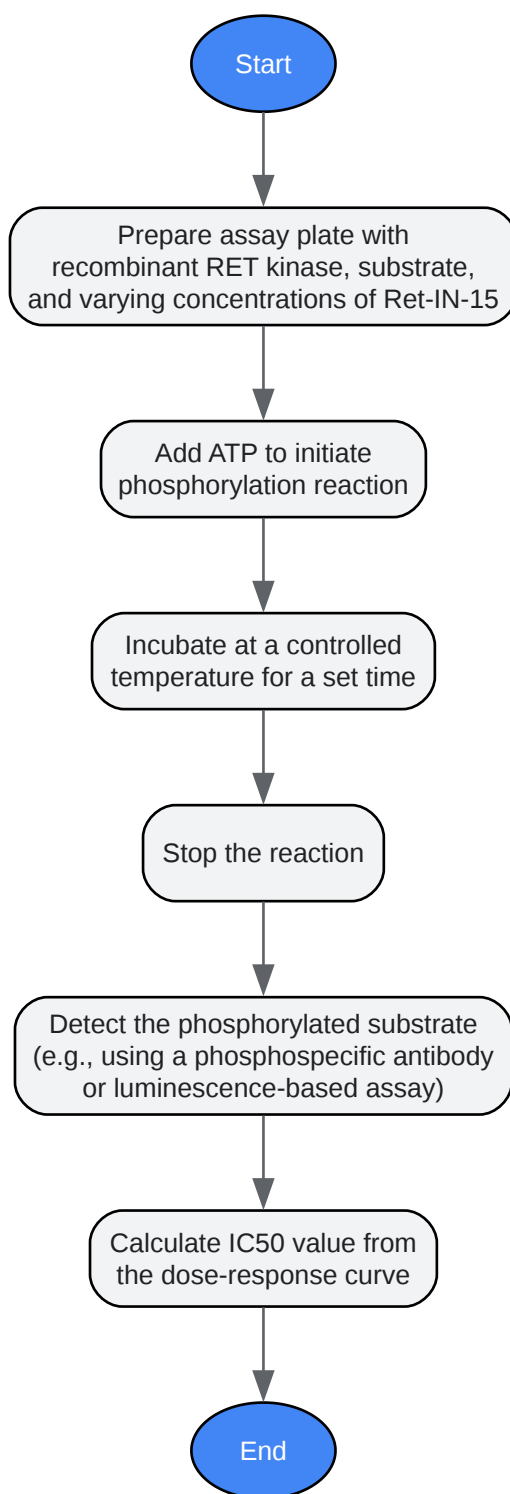 Start
Prepare assay plate with
recombinant RET kinase, substrate,
and varying concentrations of Ret-IN-15
Add ATP to initiate
phosphorylation reaction
Incubate at a controlled
temperature for a set time
Stop the reaction
Detect the phosphorylated substrate
(e.g., using a phosphospecific antibody
or luminescence-based assay)
Calculate IC50 value from
the dose-response curve
End